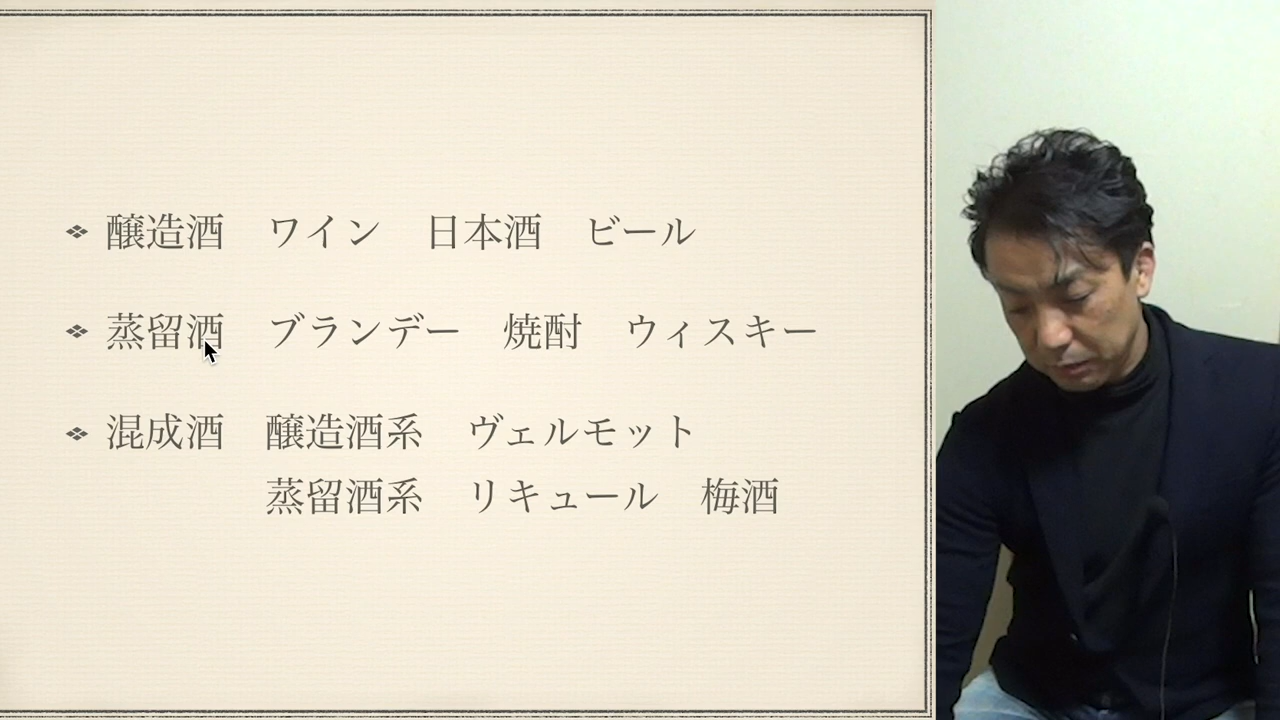 醸造酒　ワイン　日本酒　ビール
蒸留酒　ブランデー　焼酎　ウィスキー
混成酒　醸造酒系　ヴェルモット
蒸留酒系　リキュール　梅酒